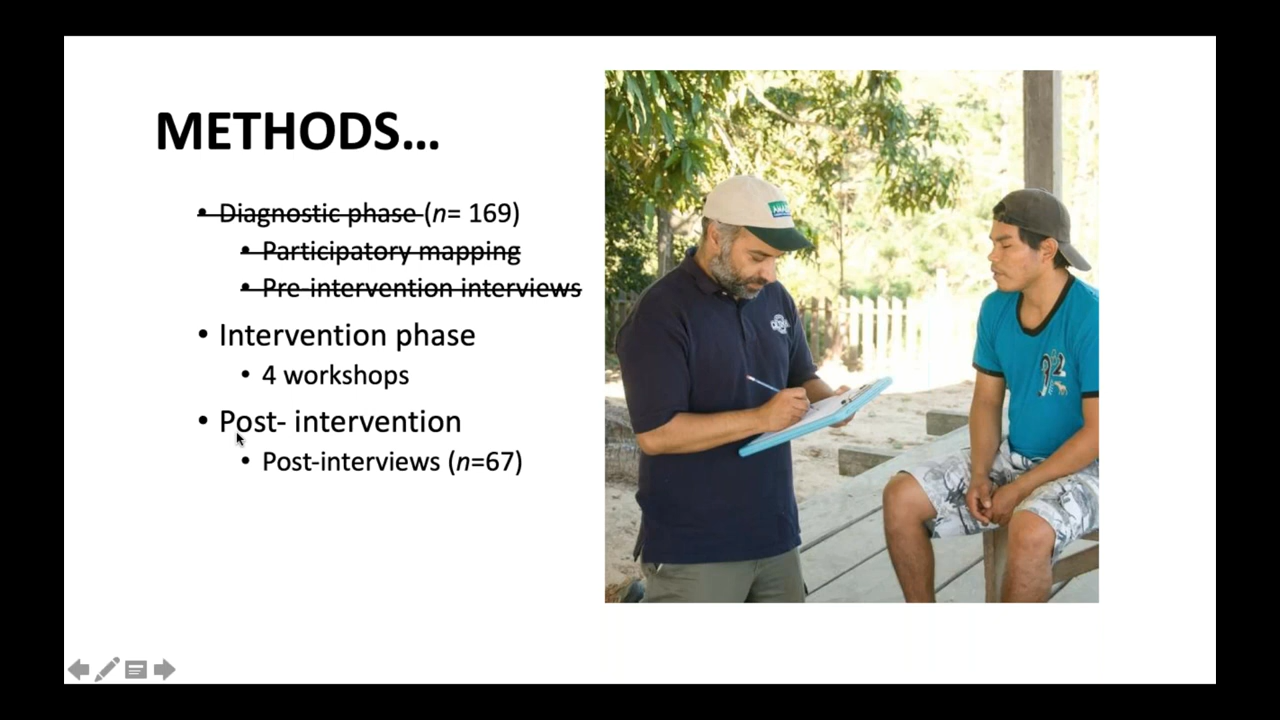 METHODS...
• Diagnostic phase (n= 169)
• Participatory mapping
• Pre-intervention interviews
• Intervention phase
• 4 workshops
• Post- intervention
• Post-interviews (n=67)